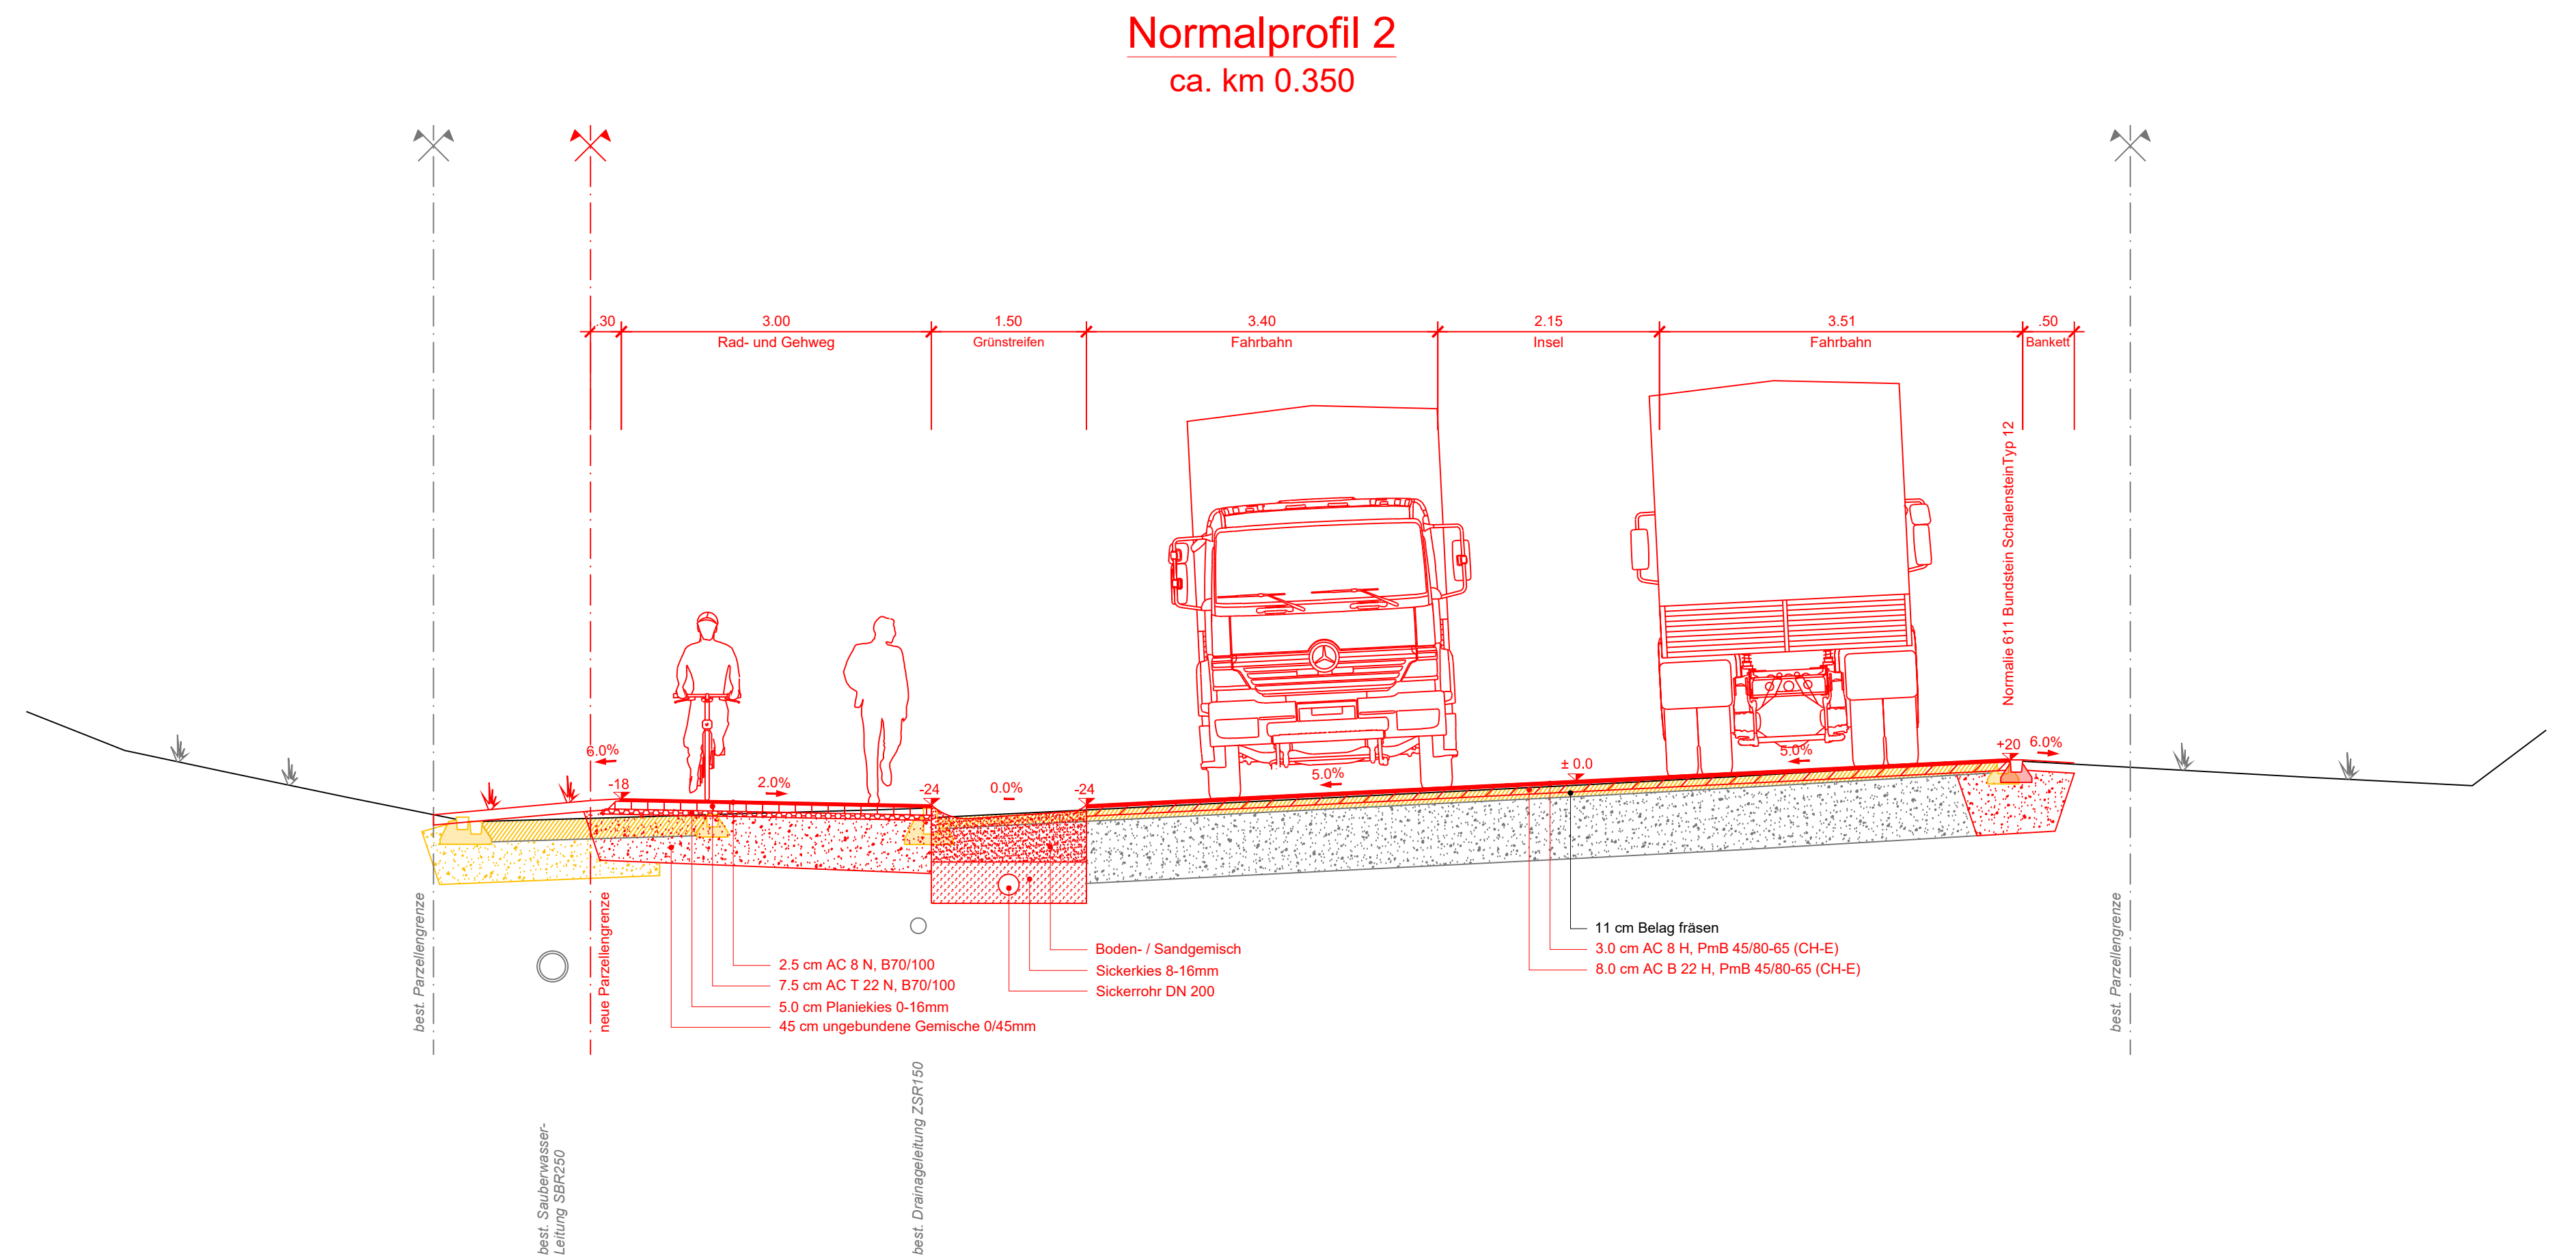 Normalprofil 2
ca. km 0.350
.30
3.00
1.50
3.40
2.15
3.51
.50
Rad- und Gehweg
Grünstreifen
Fahrbahn
Insel
Fahrbahn
Bankett
Normalie 611 Bundstein SchalensteinTyp 12
6.0%
-18
2.0%
-24
0.0%
-24
5.0%
± 0.0
5.0%
+20
6.0%
best. Parzellengrenze
neue Parzellengrenze
2.5 cm AC 8 N, B70/100
7.5 cm AC T 22 N, B70/100
5.0 cm Planiekies 0-16mm
45 cm ungebundene Gemische 0/45mm
Boden- / Sandgemisch
Sickerkies 8-16mm
Sickerrohr DN 200
11 cm Belag fräsen
3.0 cm AC 8 H, PmB 45/80-65 (CH-E)
8.0 cm AC B 22 H, PmB 45/80-65 (CH-E)
best. Parzellengrenze
best. Sauberwasser-
Leitung SBR250
best. Drainageleitung ZSR150